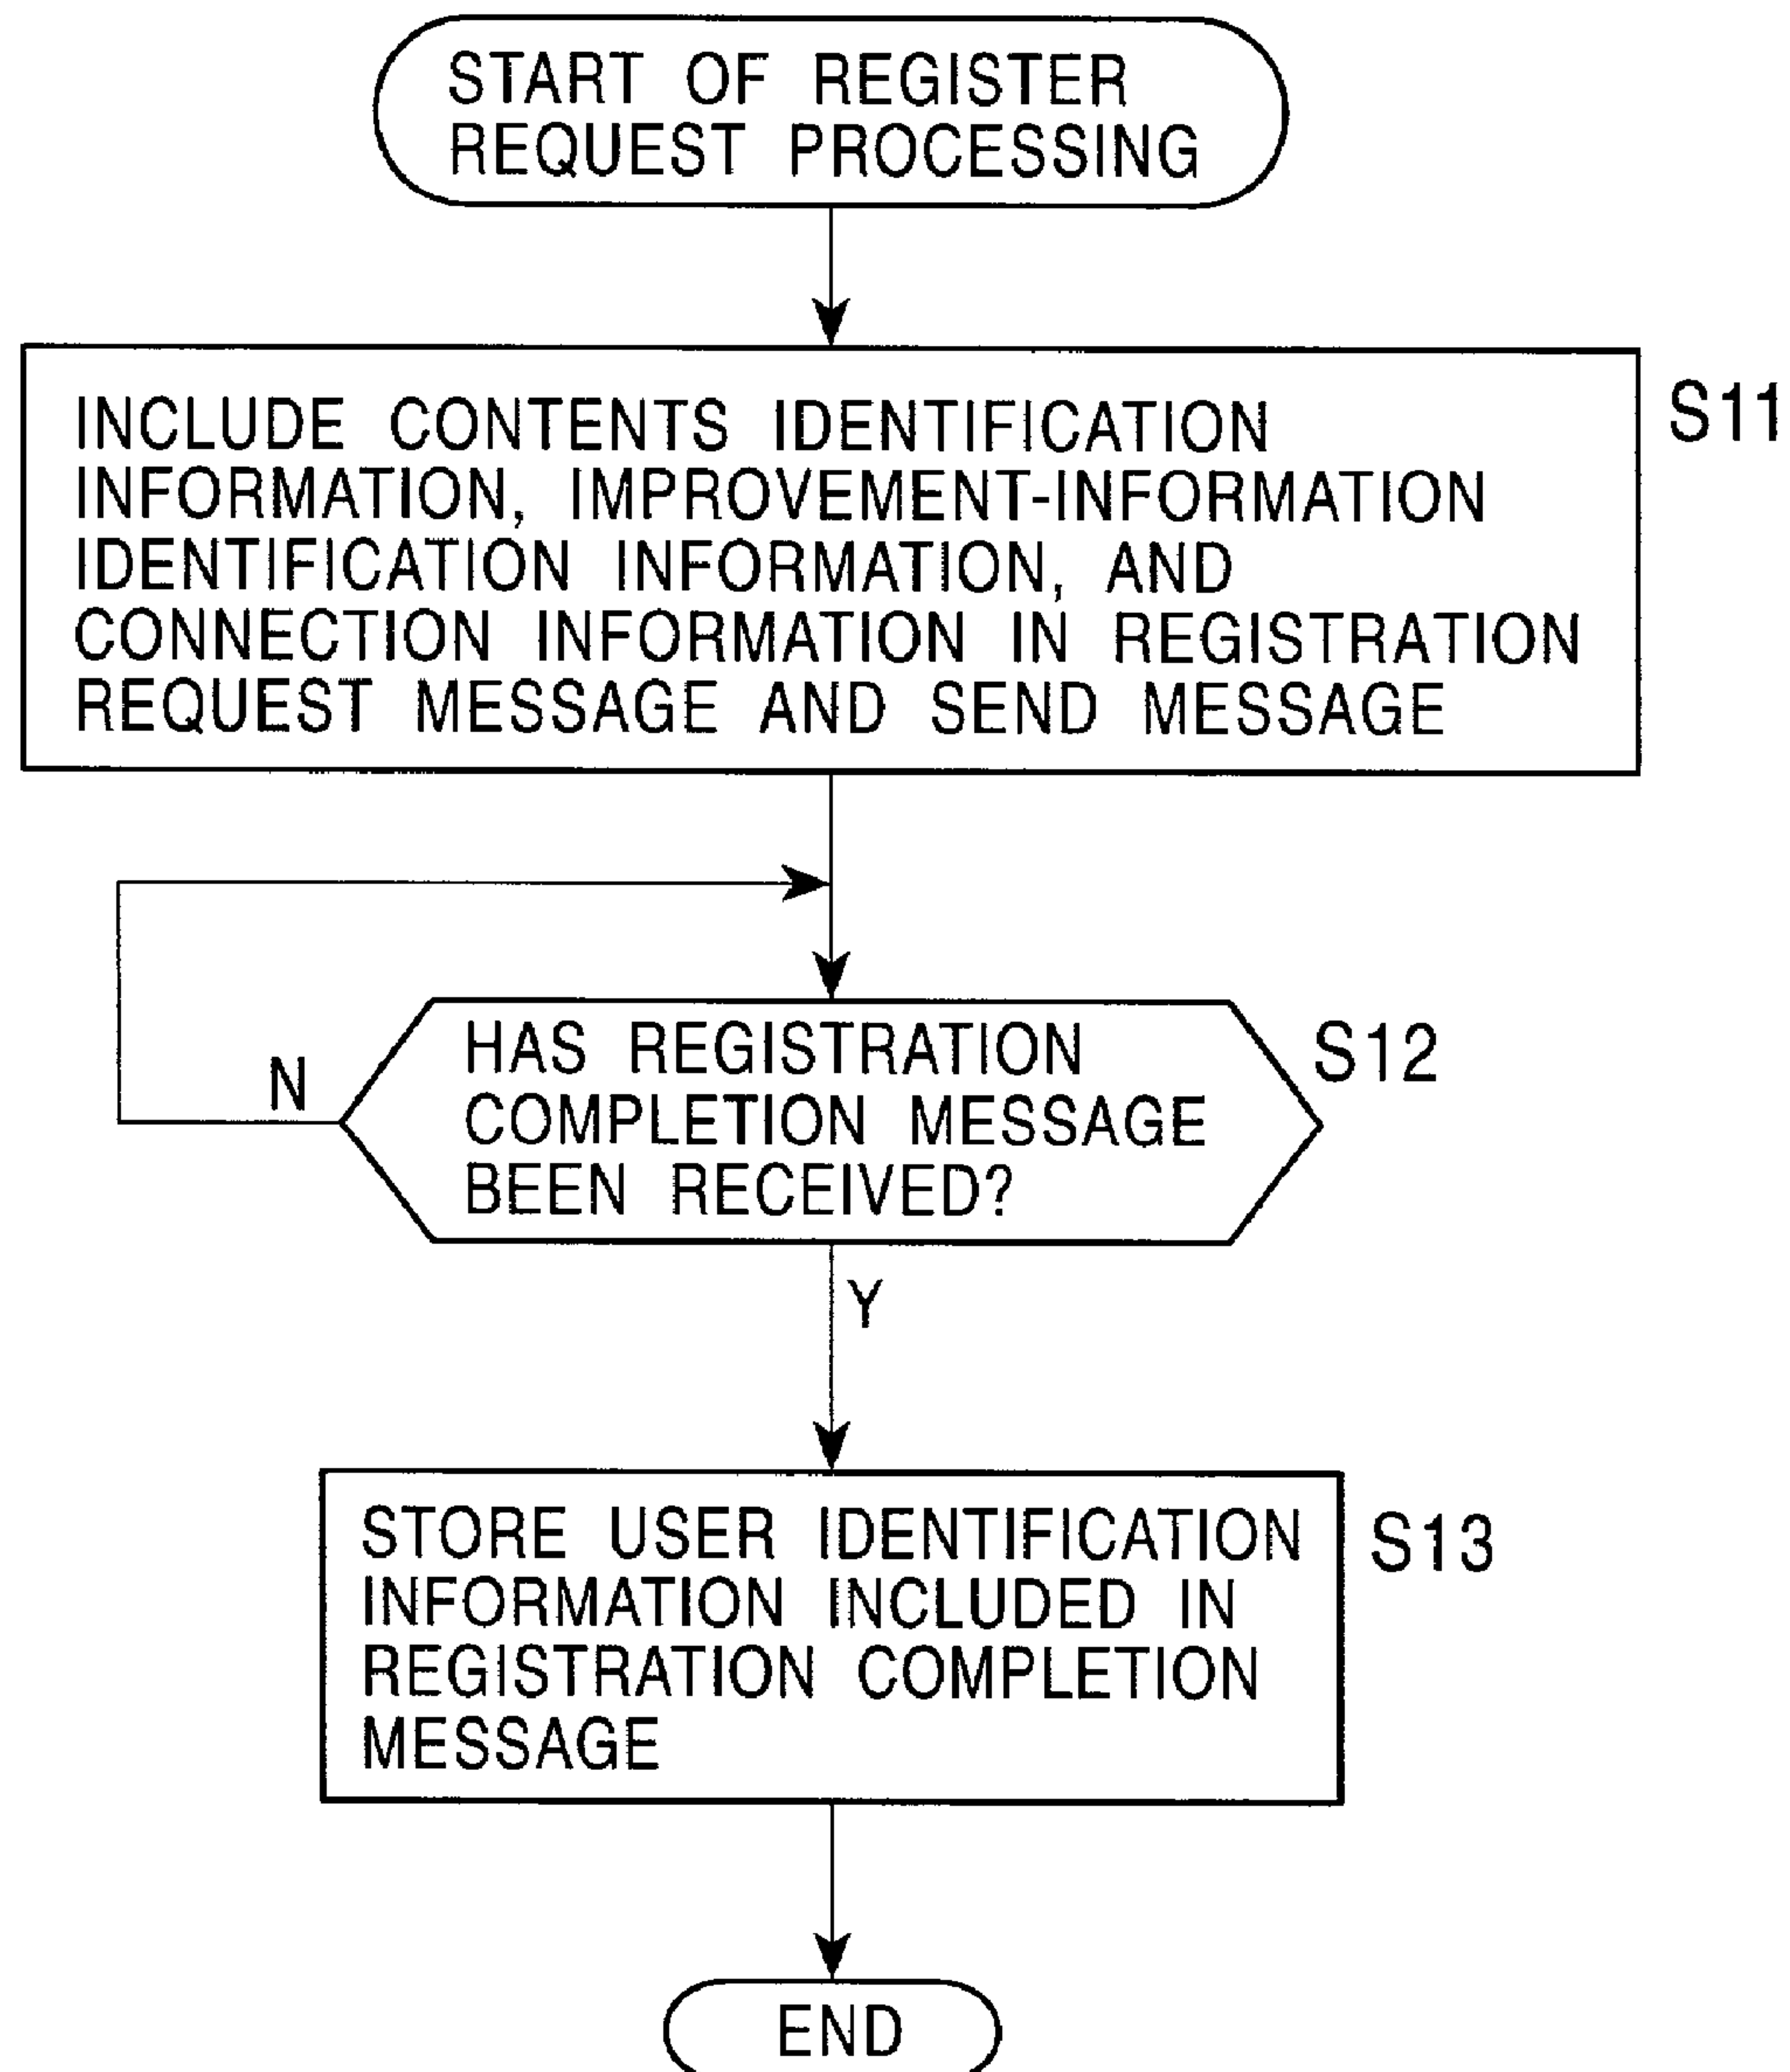 START OF REGISTER
REQUEST PROCESSING
INCLUDE CONTENTS IDENTIFICATION
INFORMATION, IMPROVEMENT-INFORMATION
IDENTIFICATION INFORMATION, AND
CONNECTION INFORMATION IN REGISTRATION
REQUEST MESSAGE AND SEND MESSAGE
S11
HAS REGISTRATION
COMPLETION MESSAGE
BEEN RECEIVED?
S12
N
Y
STORE USER IDENTIFICATION
INFORMATION INCLUDED IN
REGISTRATION COMPLETION
MESSAGE
S13
END